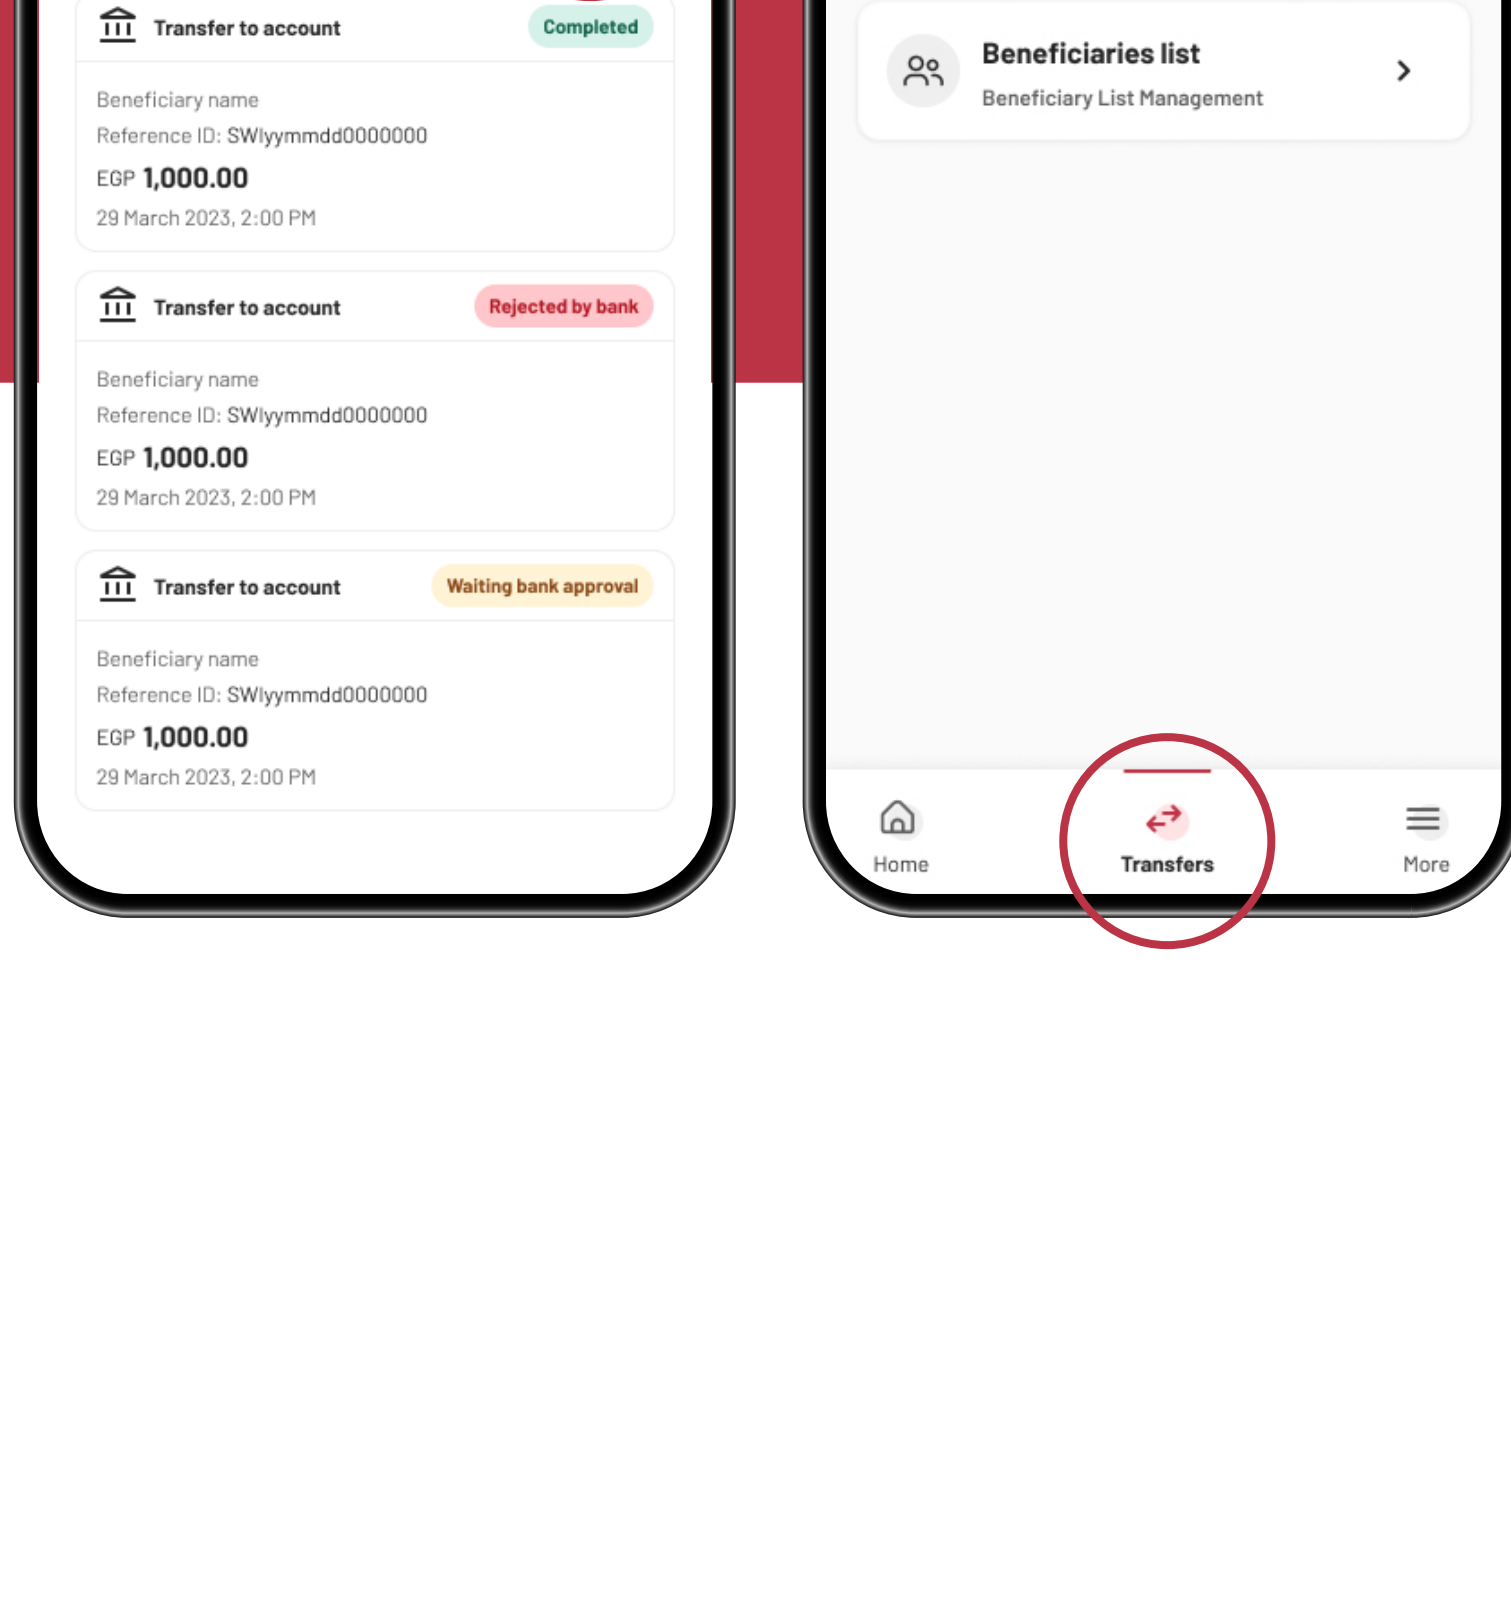 Transfer to account
Completed
Beneficiary name
Reference ID: SWIyymmdd0000000
EGP 1,000.00
29 March 2023, 2:00 PM
Transfer to account
Rejected by bank
Beneficiary name
Reference ID: SWIyymmdd0000000
EGP 1,000.00
29 March 2023, 2:00 PM
Transfer to account
Waiting bank approval
Beneficiary name
Reference ID: SWIyymmdd0000000
EGP 1,000.00
29 March 2023, 2:00 PM
Beneficiaries list
Beneficiary List Management
Home
Transfers
More